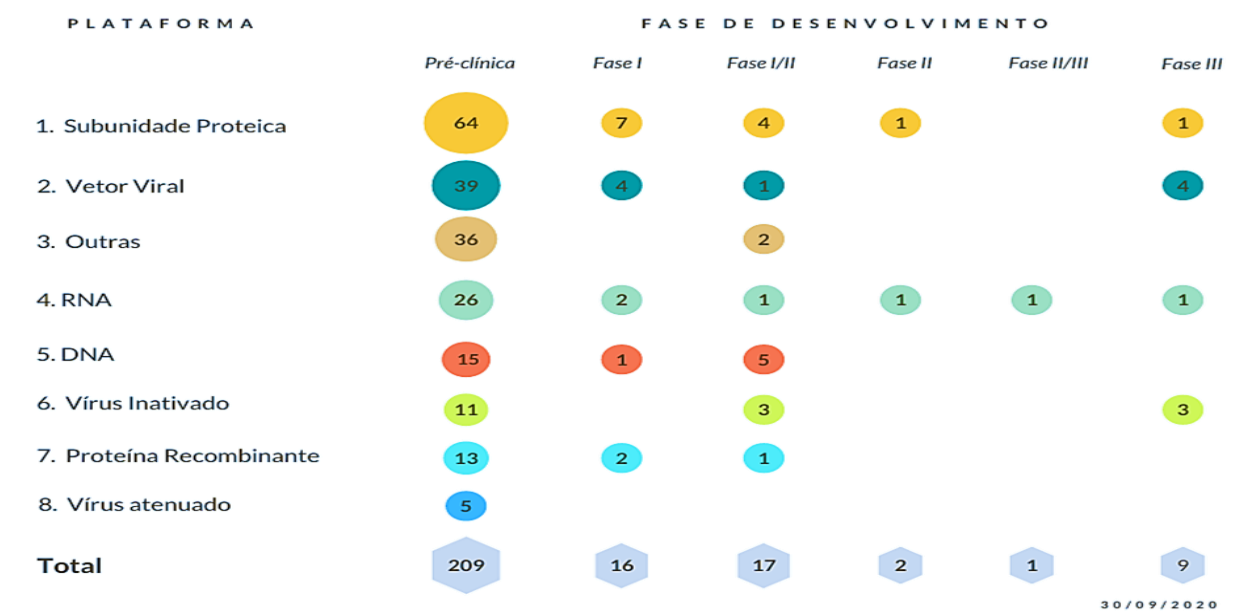 PLATAFORMA FASE DE DESENVOLVIMENTO
Pré-clínica Fase I Fase I/II Fase II Fase II/III Fase III
1. Subunidade Proteica 64 7 4 1 1
2. Vetor Viral 39 4 1 4
3. Outras 36 2
4. RNA 26 2 1 1 1 1
5. DNA 15 1 5
6. Vírus Inativado 11 3 3
7. Proteína Recombinante 13 2 1
8. Vírus atenuado 5
Total 209 16 17 2 1 9
30/09/2020